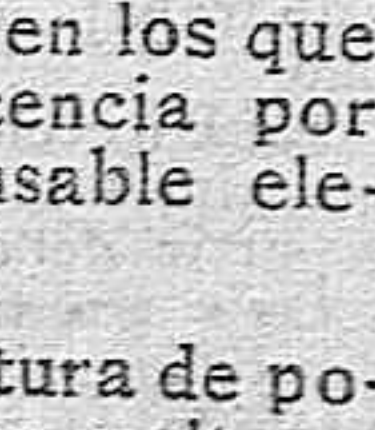 en los que
encia por
sable ele-
tura de po-